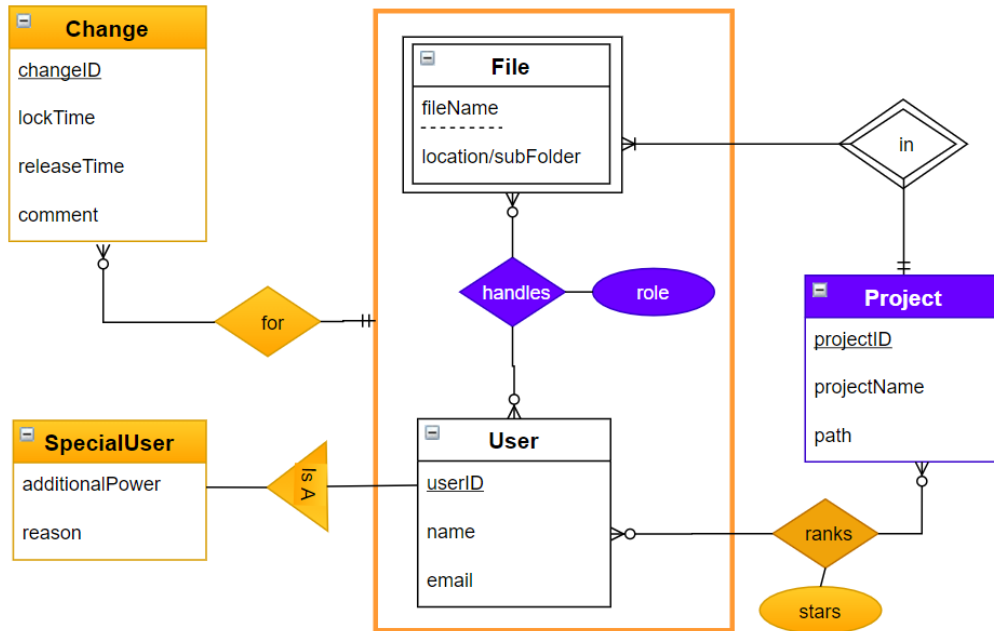 Change
changeID
lockTime
releaseTime
comment
File
fileName
location/subFolder
in
handles
role
for
Project
projectID
projectName
path
SpecialUser
additionalPower
reason
Is A
User
userID
name
email
ranks
stars